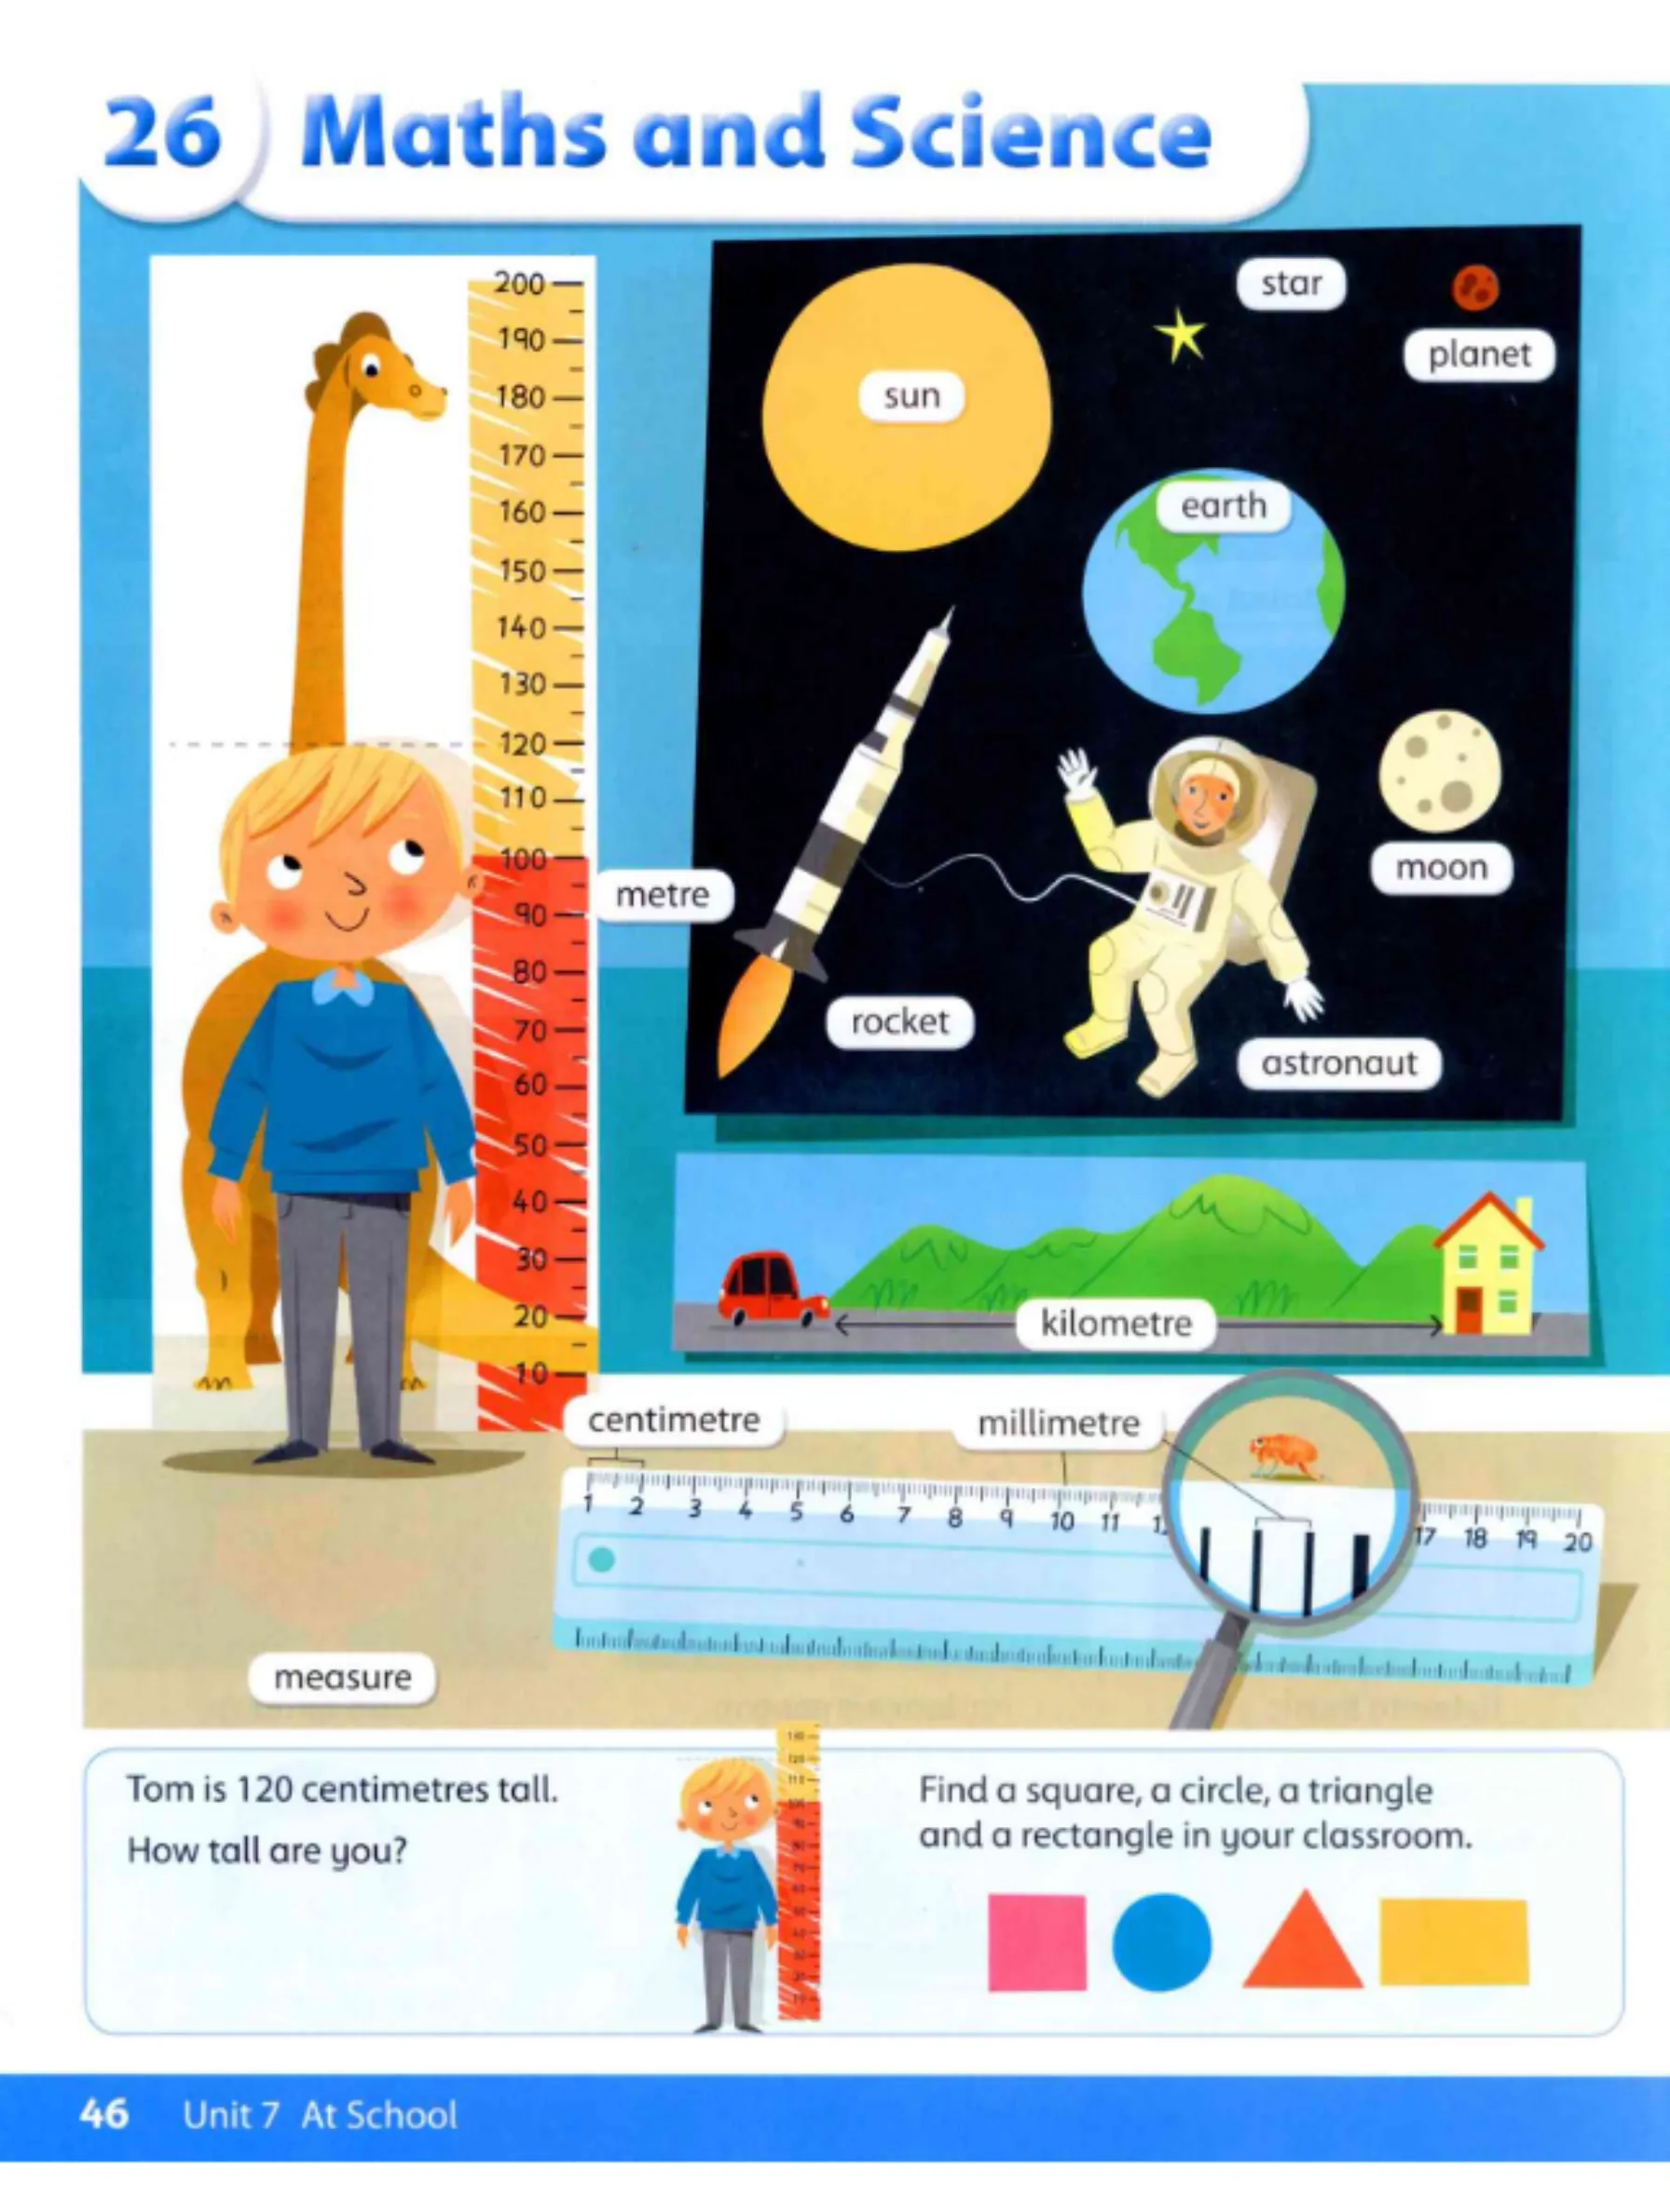 26 Maths and Science
200
190
180
170
160
150
140
130
120
110
100
90
80
70
60
50
40
30
20
10
star
planet
sun
earth
moon
metre
rocket
astronaut
kilometre
centimetre
millimetre
1 2 3 4 5 6 7 8 9 10 11 17 18 19 20
measure
Tom is 120 centimetres tall.
How tall are you?
Find a square, a circle, a triangle
and a rectangle in your classroom.
46 Unit 7 At School